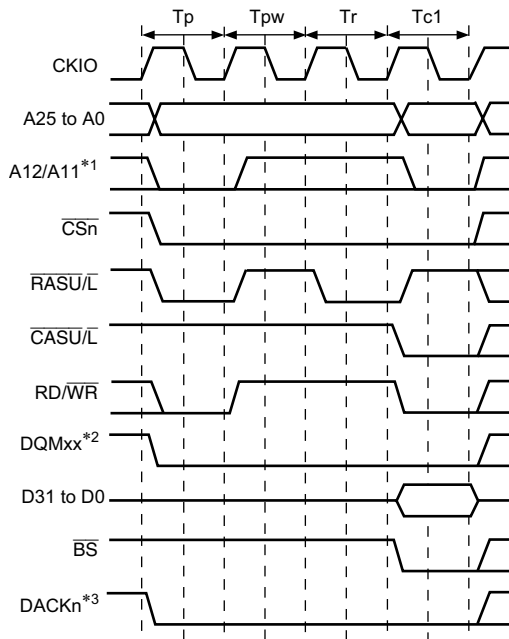 Tp Tpw Tr Tc1
CKIO
A25 to A0
A12/A11*1
CSn
RASU/L
CASU/L
RD/WR
DQMxx*2
D31 to D0
BS
DACKn*3